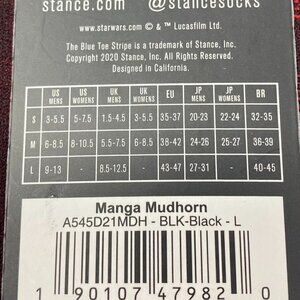 stance.com @stancesocks
www.starwars.com © & ™ Lucasfilm Ltd.
The Blue Toe Stripe is a trademark of Stance, Inc.
Copyright 2020 Stance, Inc. All Rights Reserved.
Designed in California.
US MENS US WOMENS UK MENS UK WOMENS EU JP MENS JP WOMENS BR
S 3-5.5 5-7.5 1.5-4.5 3-5.5 35-37 20-23 22-24 32-35
M 6-8.5 8-10.5 5.5-7.5 6-8.5 38-42 24-26 25-27 36-39
L 9-13 - 8.5-12.5 - 43-47 27-31 - 40-45
Manga Mudhorn
A545D21MDH - BLK-Black - L
1 90107 47982 0